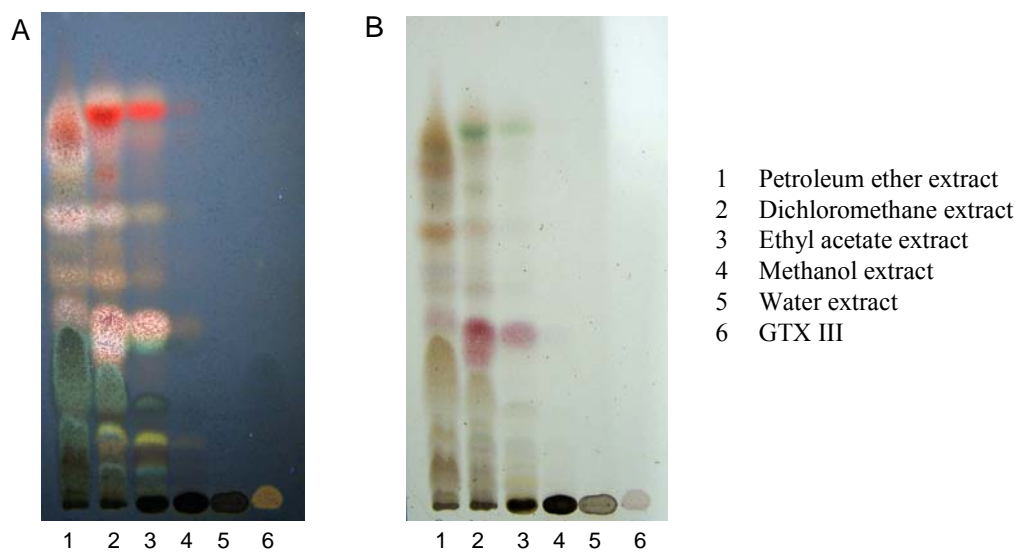 A
B
1 Petroleum ether extract
2 Dichloromethane extract
3 Ethyl acetate extract
4 Methanol extract
5 Water extract
6 GTX III
1 2 3 4 5 6
1 2 3 4 5 6